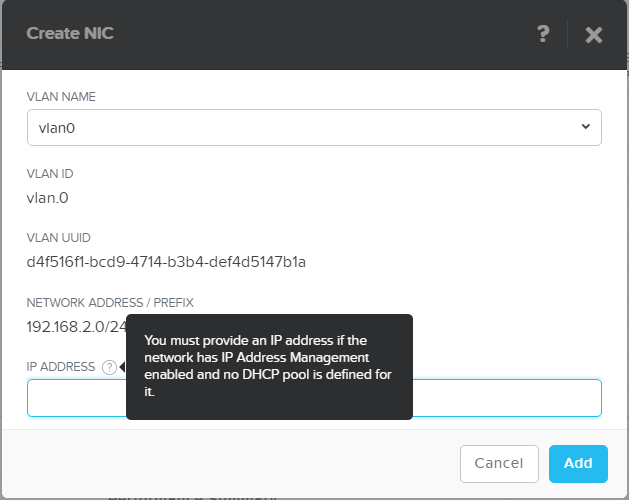 Create NIC
?
VLAN NAME
vlan0
VLAN ID
vlan.0
VLAN UUID
d4f516f1-bcd9-4714-b3b4-def4d5147b1a
NETWORK ADDRESS / PREFIX
192.168.2.0/24
You must provide an IP address if the
network has IP Address Management
enabled and no DHCP pool is defined for
it.
IP ADDRESS ?
Cancel
Add
Performance Summary